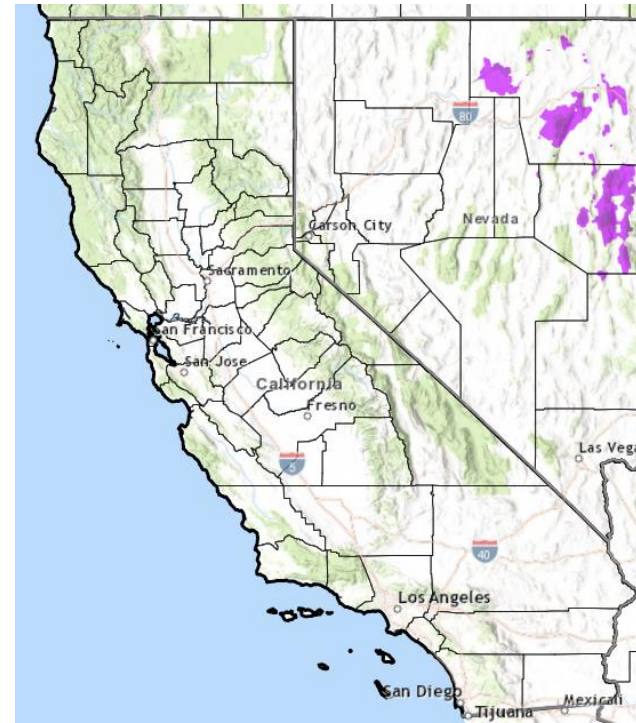 80
Nevada
Carson City
Sacramento
San Francisco
San Jose
California
Fresno
Las Vega
5
40
Los Angeles
San Diego
Tijuana
Mexicali